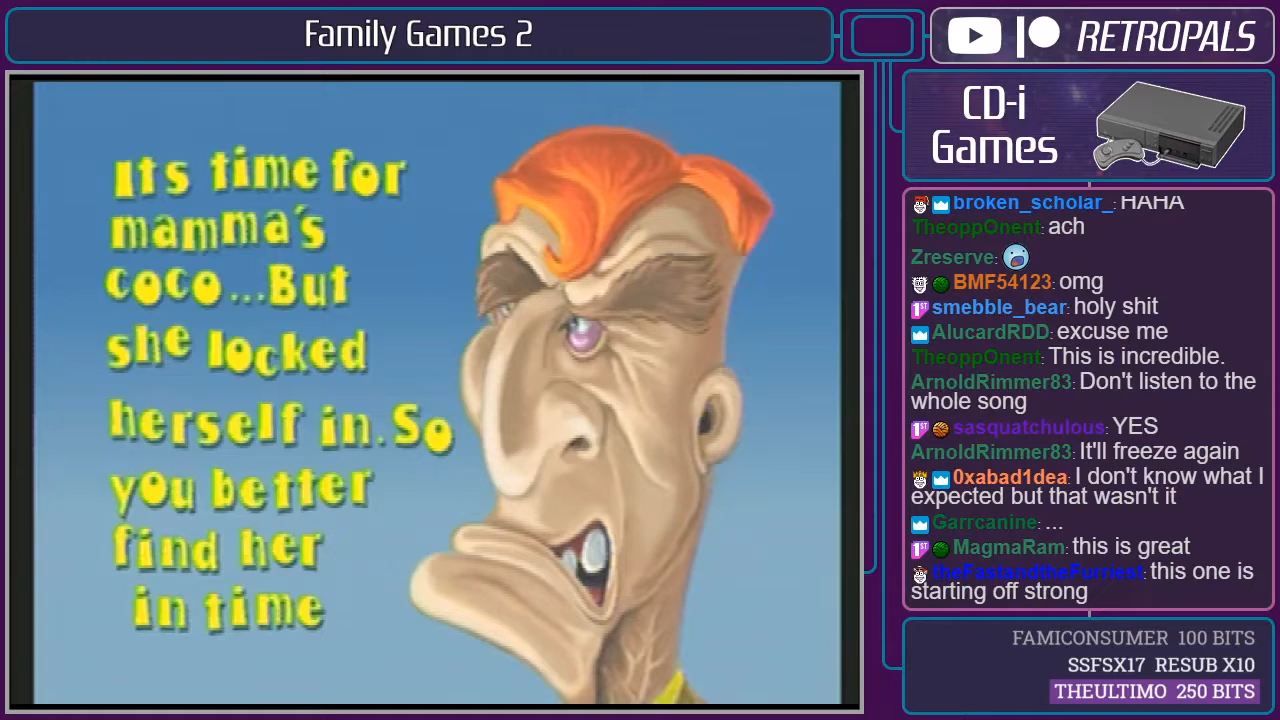 Family Games 2
RETROPALS
CD-i
Games
Its time for
mamma's
coco...But
she locked
herself in. So
you better
find her
in time
broken_scholar_: HAHA
TheoppOnent: ach
Zreserve:
BMF54123: omg
1ST smebble_bear: holy shit
AlucardRDD: excuse me
TheoppOnent: This is incredible.
ArnoldRimmer83: Don't listen to the
whole song
1ST sasquatchulous: YES
ArnoldRimmer83: It'll freeze again
0xabad1dea: I don't know what I
expected but that wasn't it
Garrcanine: ...
1ST MagmaRam: this is great
theFastandtheFurriest: this one is
starting off strong
FAMICONSUMER 100 BITS
SSFSX17 RESUB X10
THEULTIMO 250 BITS